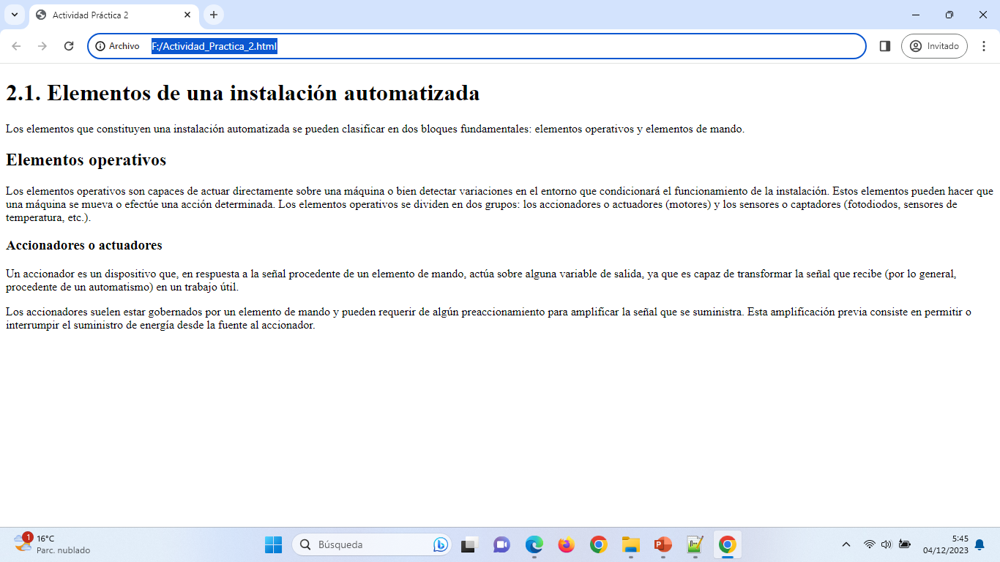 Actividad Práctica 2
Archivo F:/Actividad_Practica_2.html
Invitado
2.1. Elementos de una instalación automatizada
Los elementos que constituyen una instalación automatizada se pueden clasificar en dos bloques fundamentales: elementos operativos y elementos de mando.
Elementos operativos
Los elementos operativos son capaces de actuar directamente sobre una máquina o bien detectar variaciones en el entorno que condicionará el funcionamiento de la instalación. Estos elementos pueden hacer que
una máquina se mueva o efectúe una acción determinada. Los elementos operativos se dividen en dos grupos: los accionadores o actuadores (motores) y los sensores o captadores (fotodiodos, sensores de
temperatura, etc.).
Accionadores o actuadores
Un accionador es un dispositivo que, en respuesta a la señal procedente de un elemento de mando, actúa sobre alguna variable de salida, ya que es capaz de transformar la señal que recibe (por lo general,
procedente de un automatismo) en un trabajo útil.
Los accionadores suelen estar gobernados por un elemento de mando y pueden requerir de algún preaccionamiento para amplificar la señal que se suministra. Esta amplificación previa consiste en permitir o
interrumpir el suministro de energía desde la fuente al accionador.
1
16°C
Parc. nublado
Búsqueda
P
5:45
04/12/2023